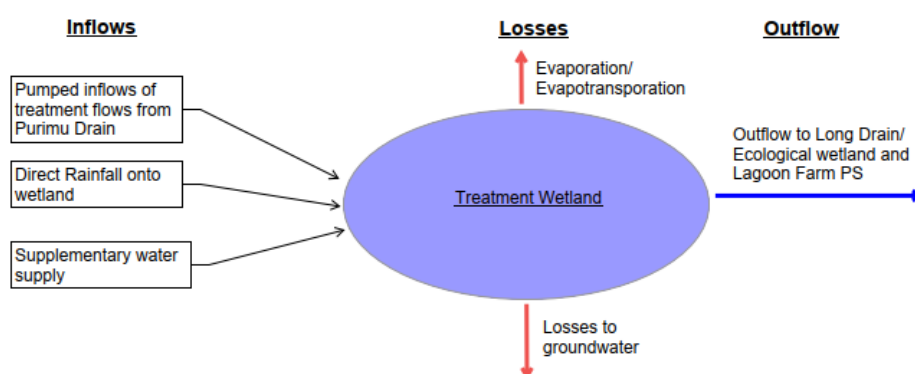 Inflows
Losses
Outflow
Pumped inflows of
treatment flows from
Purimu Drain
Direct Rainfall onto
wetland
Supplementary water
supply
Evaporation/
Evapotransporation
Treatment Wetland
Losses to
groundwater
Outflow to Long Drain/
Ecological wetland and
Lagoon Farm PS